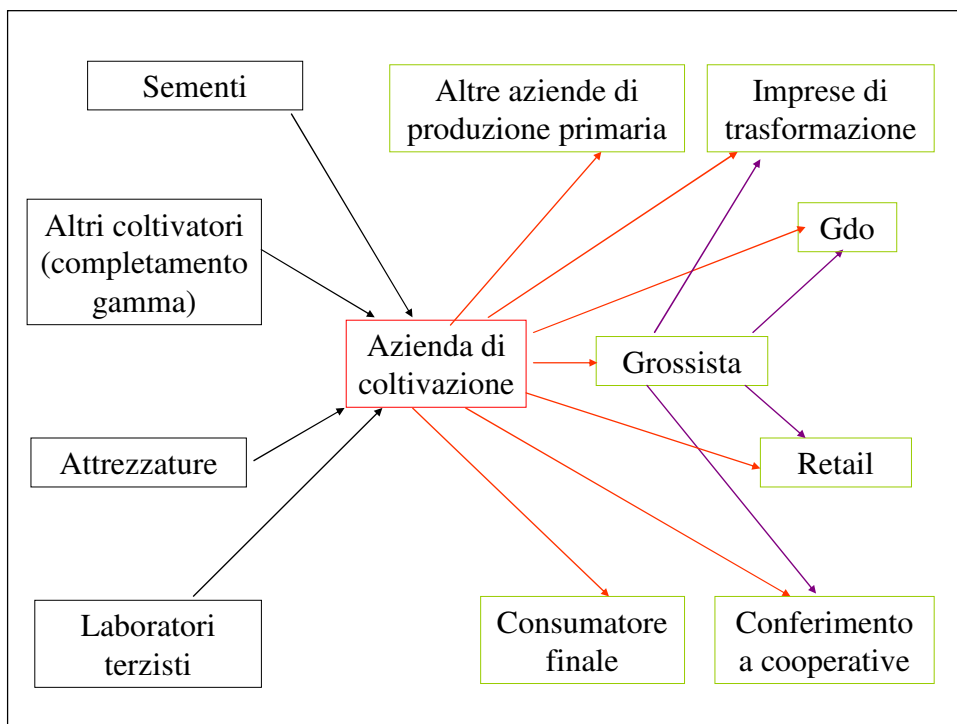 Sementi
Altre aziende di
produzione primaria
Imprese di
trasformazione
Altri coltivatori
(completamento
gamma)
Gdo
Azienda di
coltivazione
Grossista
Attrezzature
Retail
Laboratori
terzisti
Consumatore
finale
Conferimento
a cooperative